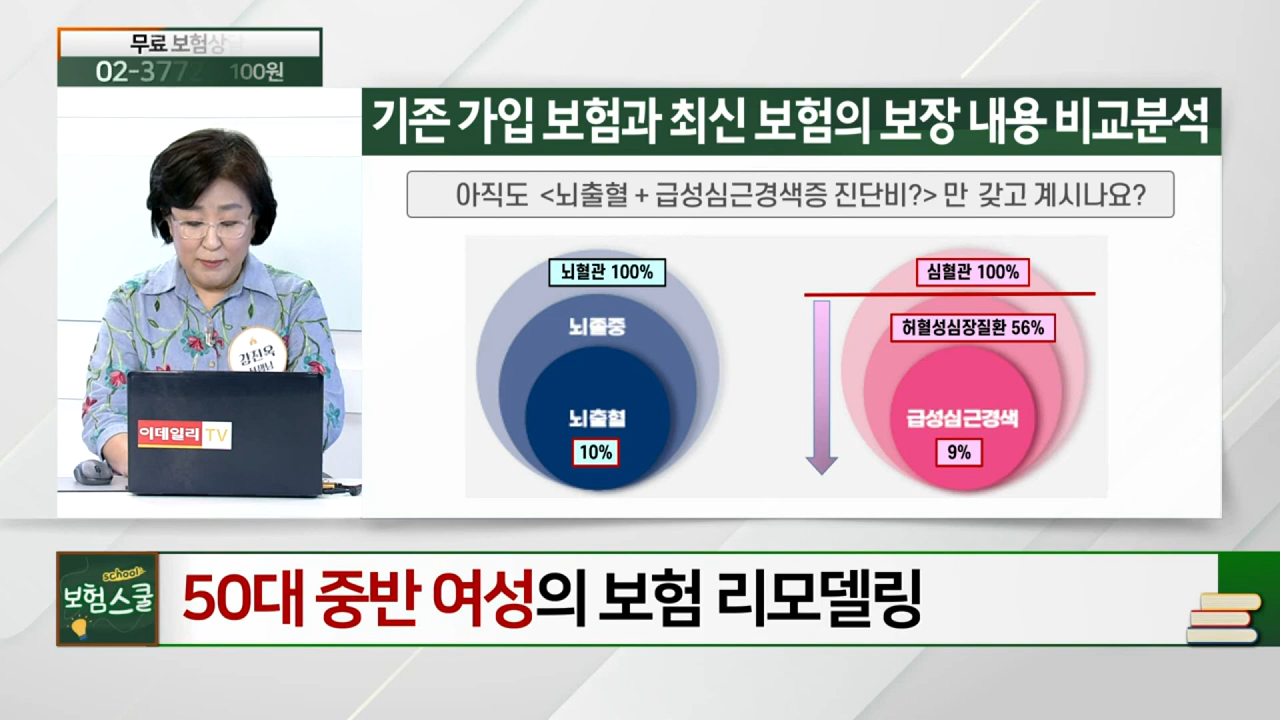 무료 보험상담
02-3772 100원
기존 가입 보험과 최신 보험의 보장 내용 비교분석
아직도 <뇌출혈 + 급성심근경색증 진단비?> 만 갖고 계시나요?
뇌혈관 100%
뇌졸중
뇌출혈
10%
심혈관 100%
허혈성심장질환 56%
급성심근경색
9%
김진옥
이데일리TV
school
보험스쿨
50대 중반 여성의 보험 리모델링